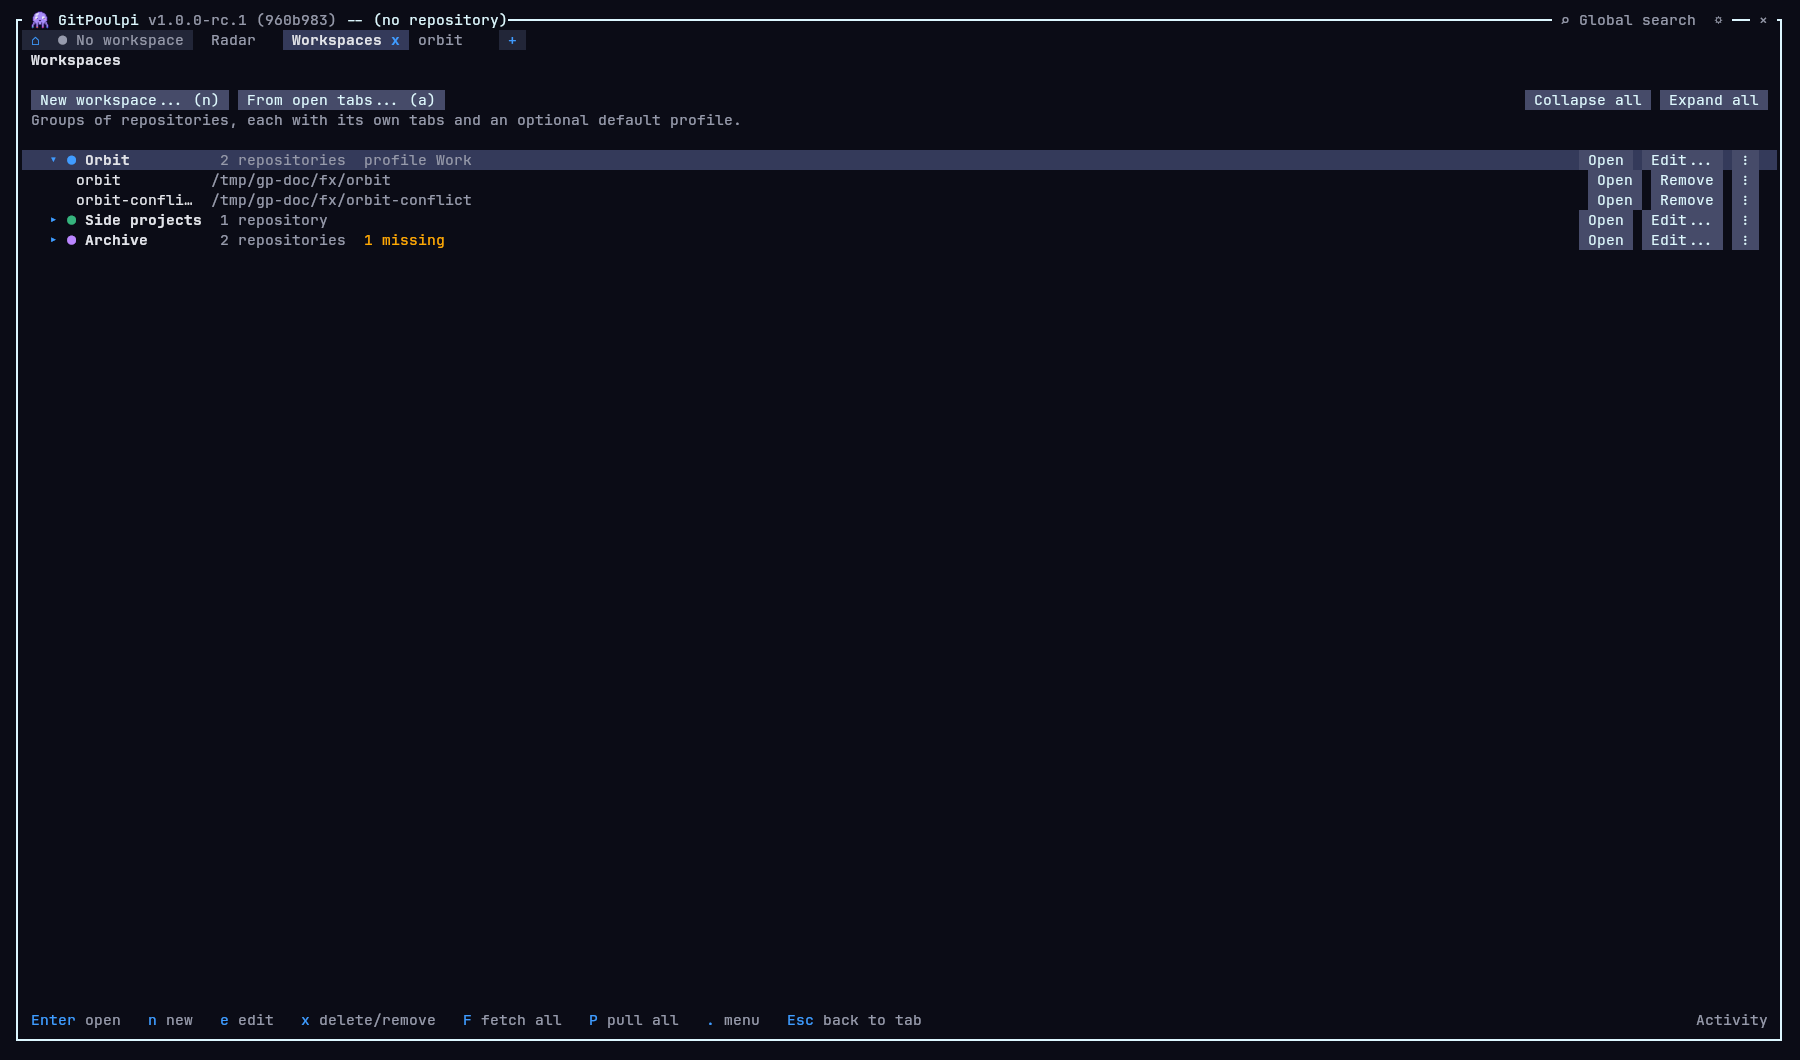 GitPoulpi v1.0.0-rc.1 (960b983) -- (no repository) Global search
No workspace Radar Workspaces x orbit +
Workspaces
New workspace... (n) From open tabs... (a) Collapse all Expand all
Groups of repositories, each with its own tabs and an optional default profile.
Orbit 2 repositories profile Work Open Edit...
orbit /tmp/gp-doc/fx/orbit Open Remove
orbit-confli… /tmp/gp-doc/fx/orbit-conflict Open Remove
Side projects 1 repository Open Edit...
Archive 2 repositories 1 missing Open Edit...
Enter open n new e edit x delete/remove F fetch all P pull all . menu Esc back to tab Activity